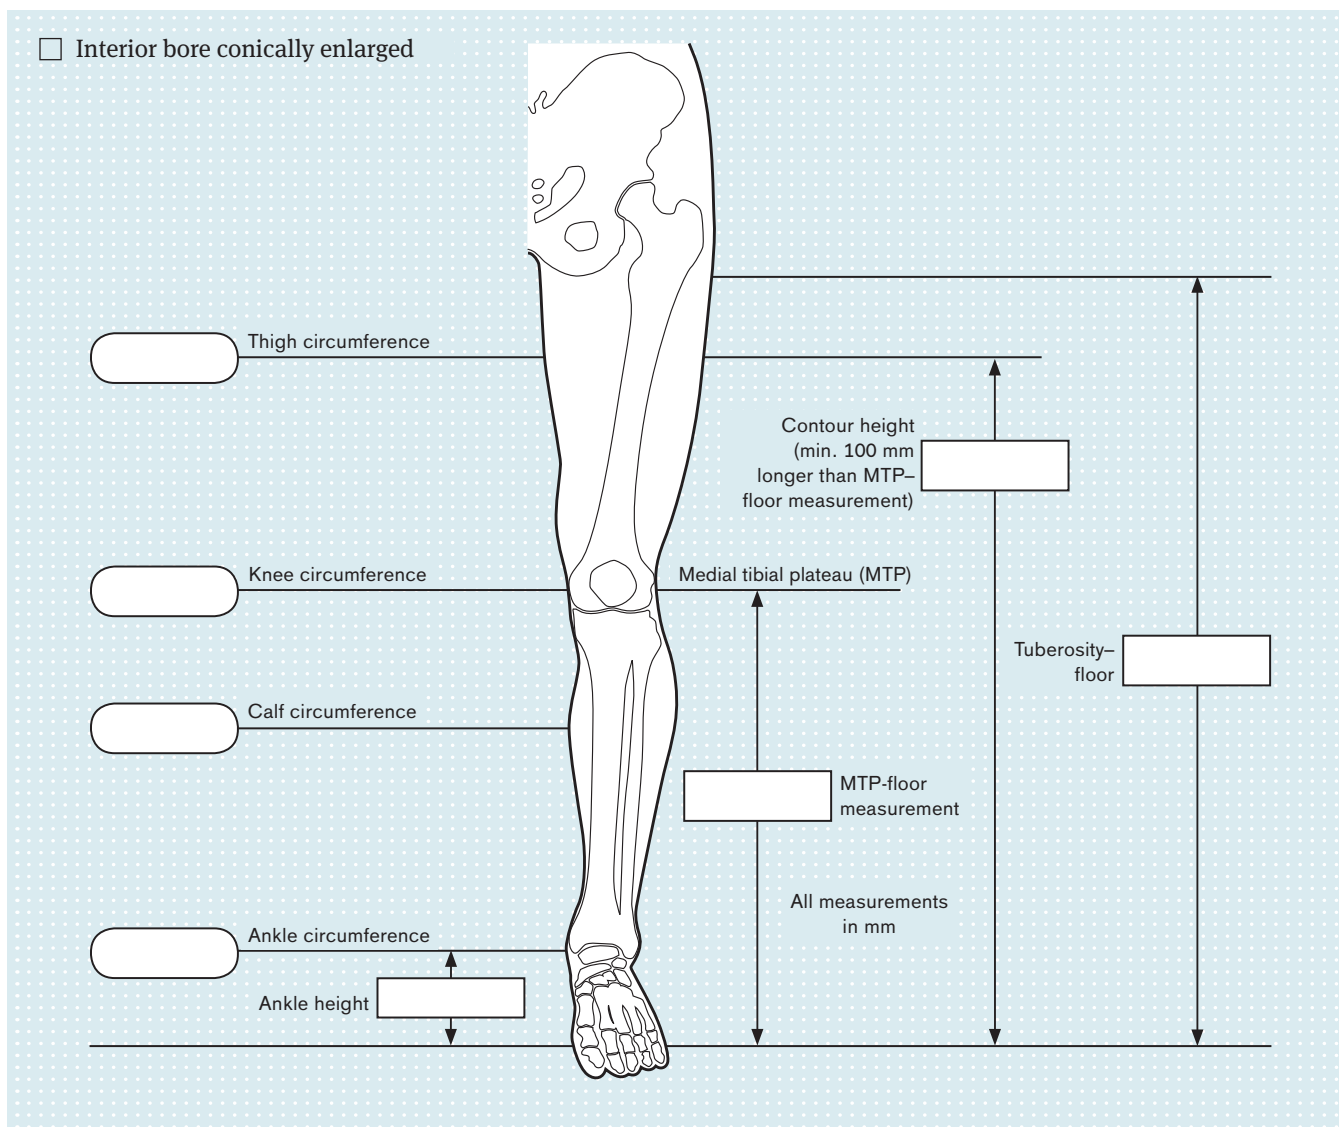 Interior bore conically enlarged
Thigh circumference
Contour height
(min. 100 mm
longer than MTP–
floor measurement)
Knee circumference
Medial tibial plateau (MTP)
Tuberosity–
floor
Calf circumference
MTP-floor
measurement
All measurements
in mm
Ankle circumference
Ankle height